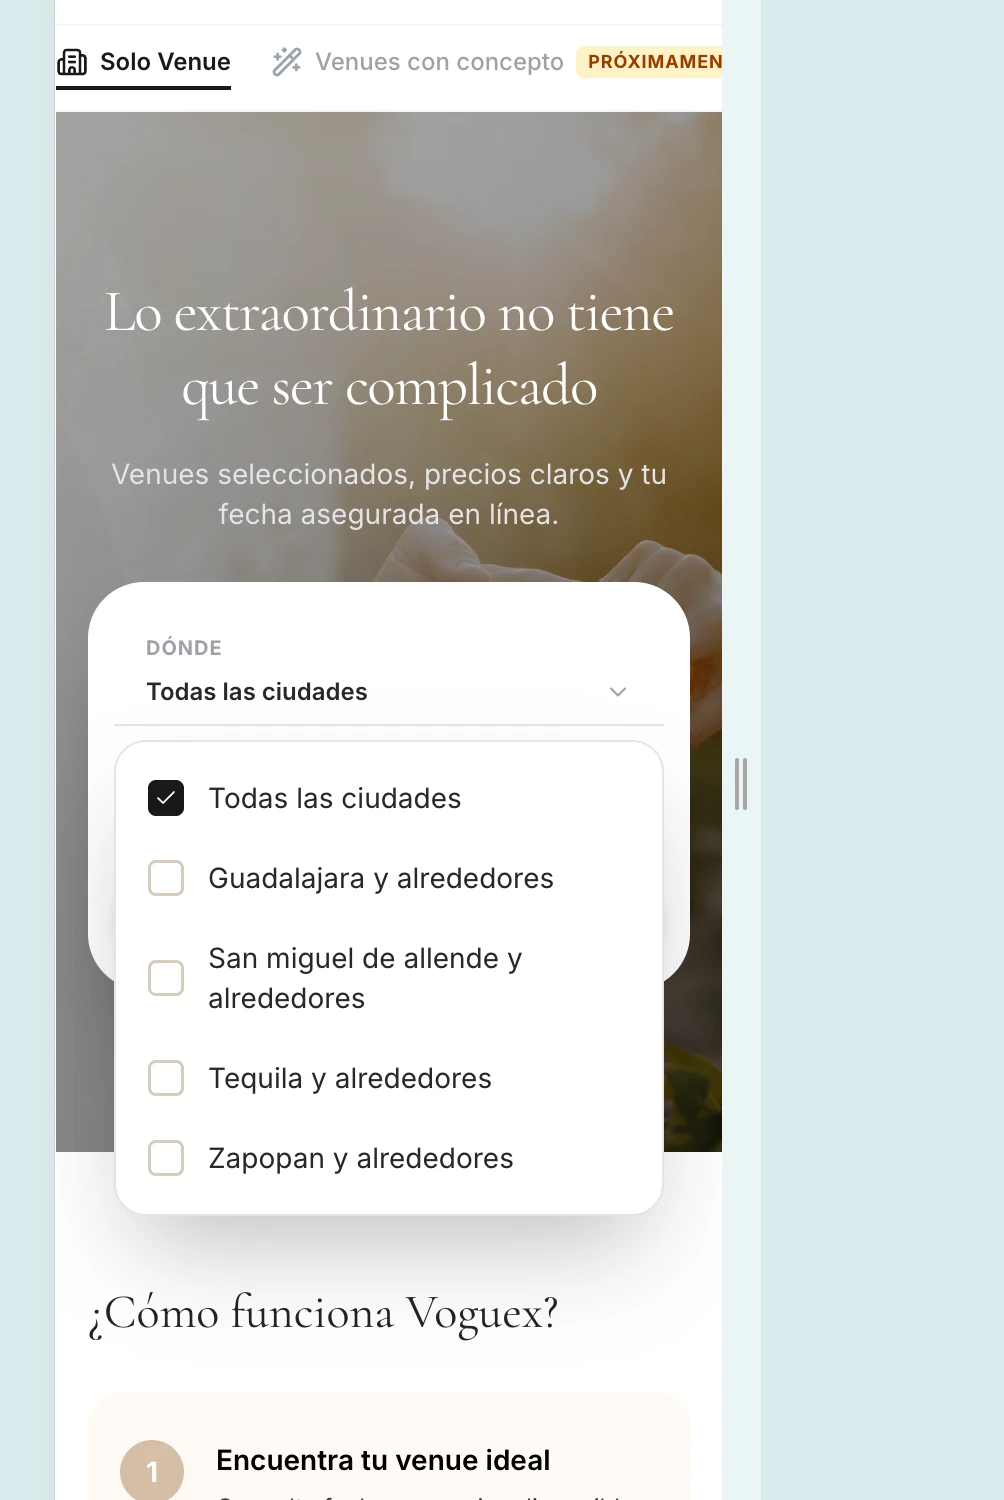 Solo Venue
Venues con concepto
PRÓXIMAMEN
Lo extraordinario no tiene
que ser complicado
Venues seleccionados, precios claros y tu
fecha asegurada en línea.
DÓNDE
Todas las ciudades
Todas las ciudades
Guadalajara y alrededores
San miguel de allende y
alrededores
Tequila y alrededores
Zapopan y alrededores
¿Cómo funciona Voguex?
1
Encuentra tu venue ideal